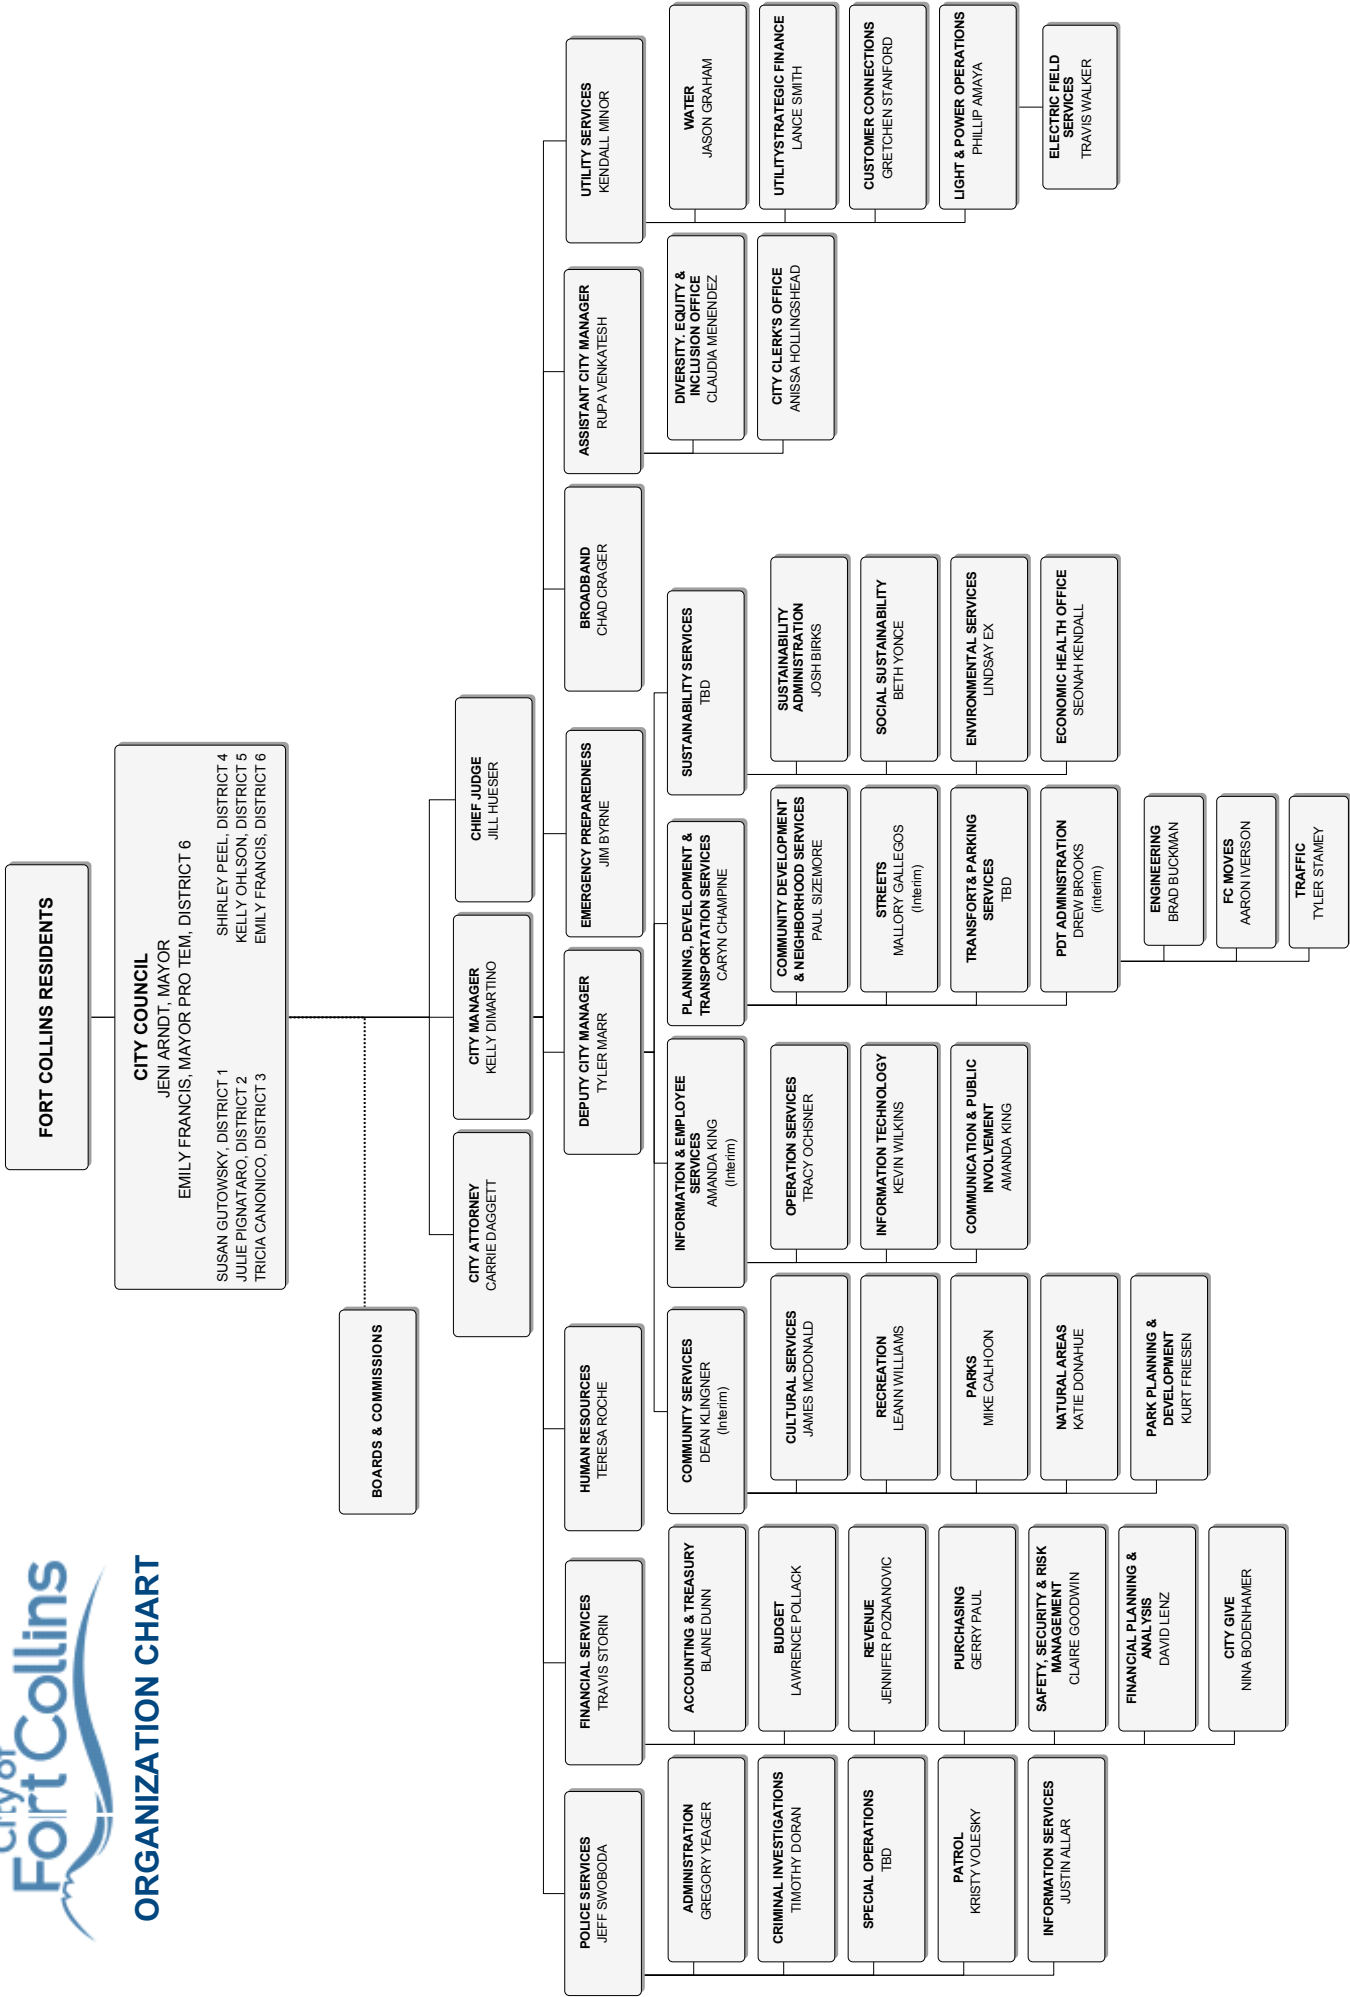 City of
Fort Collins
ORGANIZATION CHART
FORT COLLINS RESIDENTS
CITY COUNCIL
JENI ARNDT, MAYOR
EMILY FRANCIS, MAYOR PRO TEM, DISTRICT 6
SUSAN GUTOWSKY, DISTRICT 1
JULIE PIGNATARO, DISTRICT 2
TRICIA CANONICO, DISTRICT 3
SHIRLEY PEEL, DISTRICT 4
KELLY OHLSON, DISTRICT 5
EMILY FRANCIS, DISTRICT 6
BOARDS & COMMISSIONS
CITY ATTORNEY
CARRIE DAGGETT
CITY MANAGER
KELLY DIMARTINO
CHIEF JUDGE
JILL HUESER
POLICE SERVICES
JEFF SWOBODA
FINANCIAL SERVICES
TRAVIS STORIN
HUMAN RESOURCES
TERESA ROCHE
DEPUTY CITY MANAGER
TYLER MARR
EMERGENCY PREPAREDNESS
JIM BYRNE
BROADBAND
CHAD CRAGER
ASSISTANT CITY MANAGER
RUPA VENKATESH
UTILITY SERVICES
KENDALL MINOR
ADMINISTRATION
GREGORY YEAGER
CRIMINAL INVESTIGATIONS
TIMOTHY DORAN
SPECIAL OPERATIONS
TBD
PATROL
KRISTY VOLESKY
INFORMATION SERVICES
JUSTIN ALLAR
ACCOUNTING & TREASURY
BLAINE DUNN
BUDGET
LAWRENCE POLLACK
REVENUE
JENNIFER POZNANOVIC
PURCHASING
GERRY PAUL
SAFETY, SECURITY & RISK
MANAGEMENT
CLAIRE GOODWIN
FINANCIAL PLANNING &
ANALYSIS
DAVID LENZ
CITY GIVE
NINA BODENHAMER
COMMUNITY SERVICES
DEAN KLINGNER
(Interim)
CULTURAL SERVICES
JAMES MCDONALD
RECREATION
LEANN WILLIAMS
PARKS
MIKE CALHOON
NATURAL AREAS
KATIE DONAHUE
PARK PLANNING &
DEVELOPMENT
KURT FRIESEN
INFORMATION & EMPLOYEE
SERVICES
AMANDA KING
(Interim)
OPERATION SERVICES
TRACY OCHSNER
INFORMATION TECHNOLOGY
KEVIN WILKINS
COMMUNICATION & PUBLIC
INVOLVEMENT
AMANDA KING
PLANNING, DEVELOPMENT &
TRANSPORTATION SERVICES
CARYN CHAMPINE
COMMUNITY DEVELOPMENT
& NEIGHBORHOOD SERVICES
PAUL SIZEMORE
STREETS
MALLORY GALLEGOS
(Interim)
TRANSFORT& PARKING
SERVICES
TBD
PDT ADMINISTRATION
DREW BROOKS
(interim)
ENGINEERING
BRAD BUCKMAN
FC MOVES
AARON IVERSON
TRAFFIC
TYLER STAMEY
SUSTAINABILITY SERVICES
TBD
SUSTAINABILITY
ADMINISTRATION
JOSH BIRKS
SOCIAL SUSTAINABILITY
BETH YONCE
ENVIRONMENTAL SERVICES
LINDSAY EX
ECONOMIC HEALTH OFFICE
SEONAH KENDALL
DIVERSITY. EQUITY &
INCLUSION OFFICE
CLAUDIA MENENDEZ
CITY CLERK'S OFFICE
ANISSA HOLLINGSHEAD
WATER
JASON GRAHAM
UTILITYSTRATEGIC FINANCE
LANCE SMITH
CUSTOMER CONNECTIONS
GRETCHEN STANFORD
LIGHT & POWER OPERATIONS
PHILLIP AMAYA
ELECTRIC FIELD
SERVICES
TRAVIS WALKER